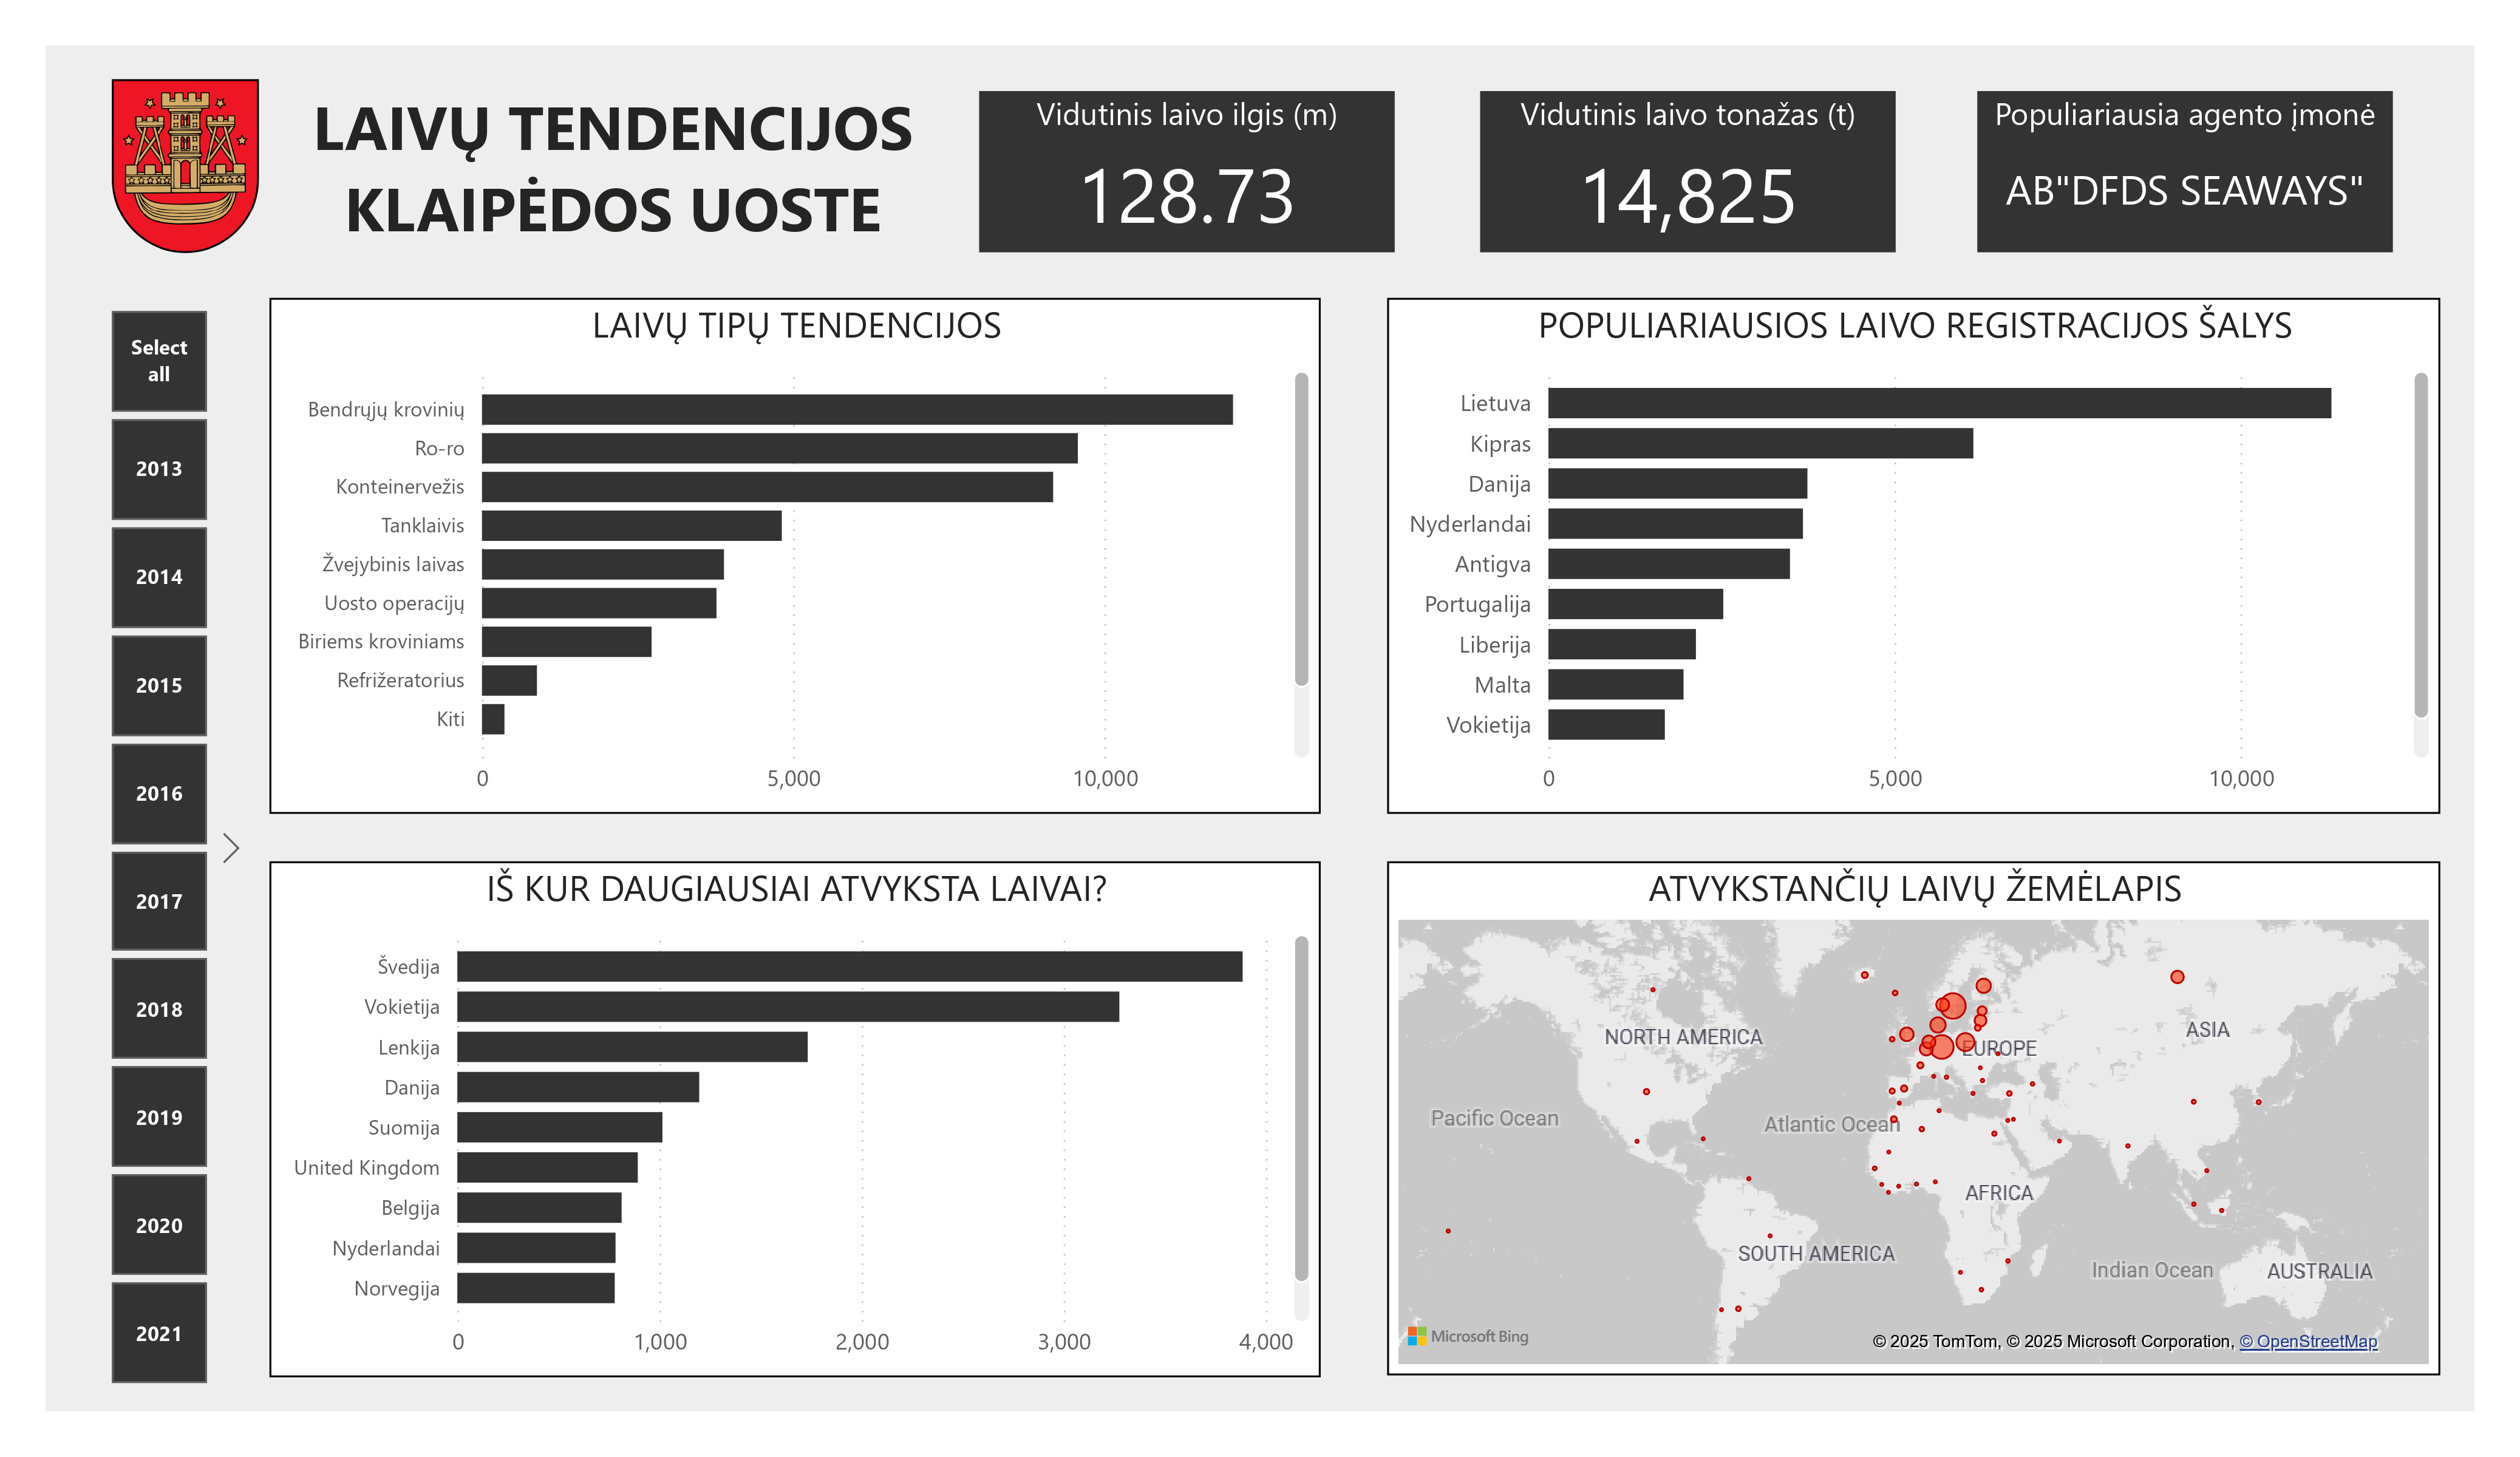 LAIVŲ TENDENCIJOS
KLAIPĖDOS UOSTE
Vidutinis laivo ilgis (m)
128.73
Vidutinis laivo tonažas (t)
14,825
Populiariausia agento įmonė
AB"DFDS SEAWAYS"
Select
all
2013
2014
2015
2016
2017
2018
2019
2020
2021
LAIVŲ TIPŲ TENDENCIJOS
Bendrųjų krovinių
Ro-ro
Konteinervežis
Tanklaivis
Žvejybinis laivas
Uosto operacijų
Biriems kroviniams
Refrižeratorius
Kiti
0 5,000 10,000
POPULIARIAUSIOS LAIVO REGISTRACIJOS ŠALYS
Lietuva
Kipras
Danija
Nyderlandai
Antigva
Portugalija
Liberija
Malta
Vokietija
0 5,000 10,000
IŠ KUR DAUGIAUSIAI ATVYKSTA LAIVAI?
Švedija
Vokietija
Lenkija
Danija
Suomija
United Kingdom
Belgija
Nyderlandai
Norvegija
0 1,000 2,000 3,000 4,000
ATVYKSTANČIŲ LAIVŲ ŽEMĖLAPIS
NORTH AMERICA
EUROPE
ASIA
Pacific Ocean
Atlantic Ocean
AFRICA
SOUTH AMERICA
Indian Ocean
AUSTRALIA
Microsoft Bing
© 2025 TomTom, © 2025 Microsoft Corporation, © OpenStreetMap